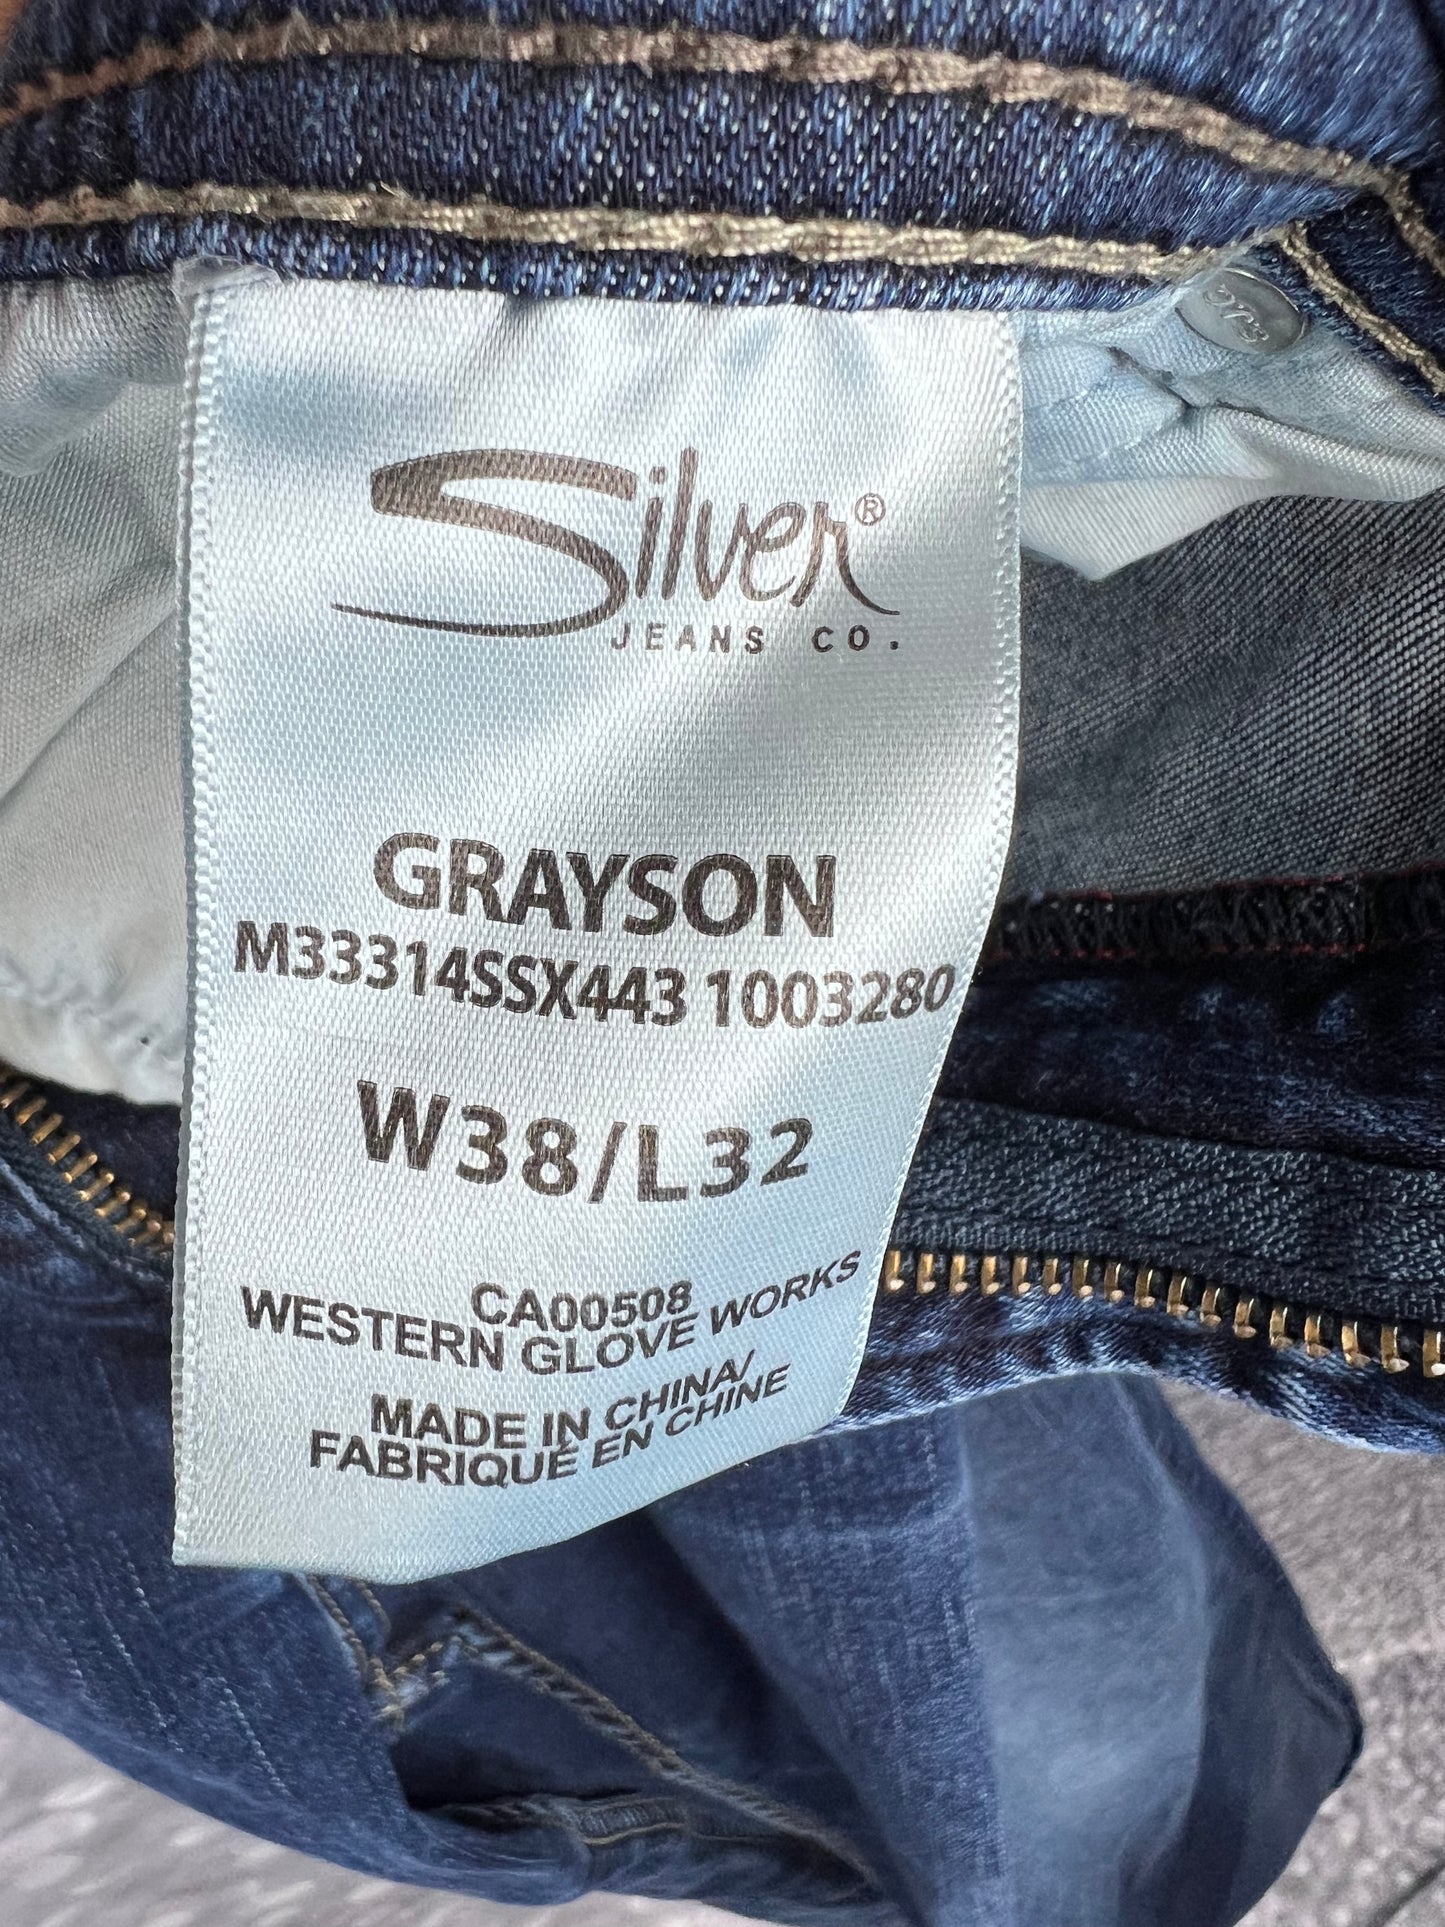 Silver®
JEANS CO.
GRAYSON
M33314SSX443 1003280
W38/L32
CA00508
WESTERN GLOVE WORKS
MADE IN CHINA/
FABRIQUÉ EN CHINE